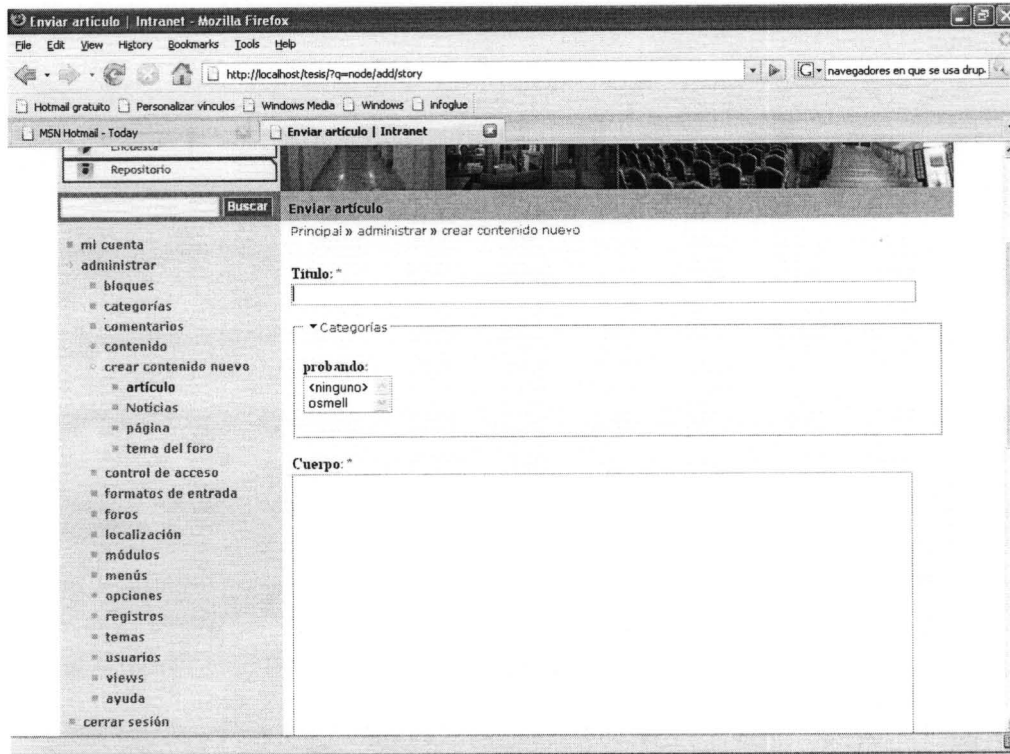 Enviar artículo | Intranet - Mozilla Firefox
File Edit View History Bookmarks Tools Help
http://localhost/tesis/?q=node/add/story
G navegadores en que se usa drup
Hotmail gratuito Personalizar vínculos Windows Media Windows infoglue
MSN Hotmail - Today Enviar artículo | Intranet
Encuesta
Repositorio
Buscar
Enviar artículo
Principal » administrar » crear contenido nuevo
mi cuenta
administrar
bloques
categorías
comentarios
contenido
crear contenido nuevo
artículo
Noticias
página
tema del foro
control de acceso
formatos de entrada
foros
localización
módulos
menús
opciones
registros
temas
usuarios
views
ayuda
cerrar sesión
Título: *
Categorías
probando:
<ninguno>
osmell
Cuerpo: *